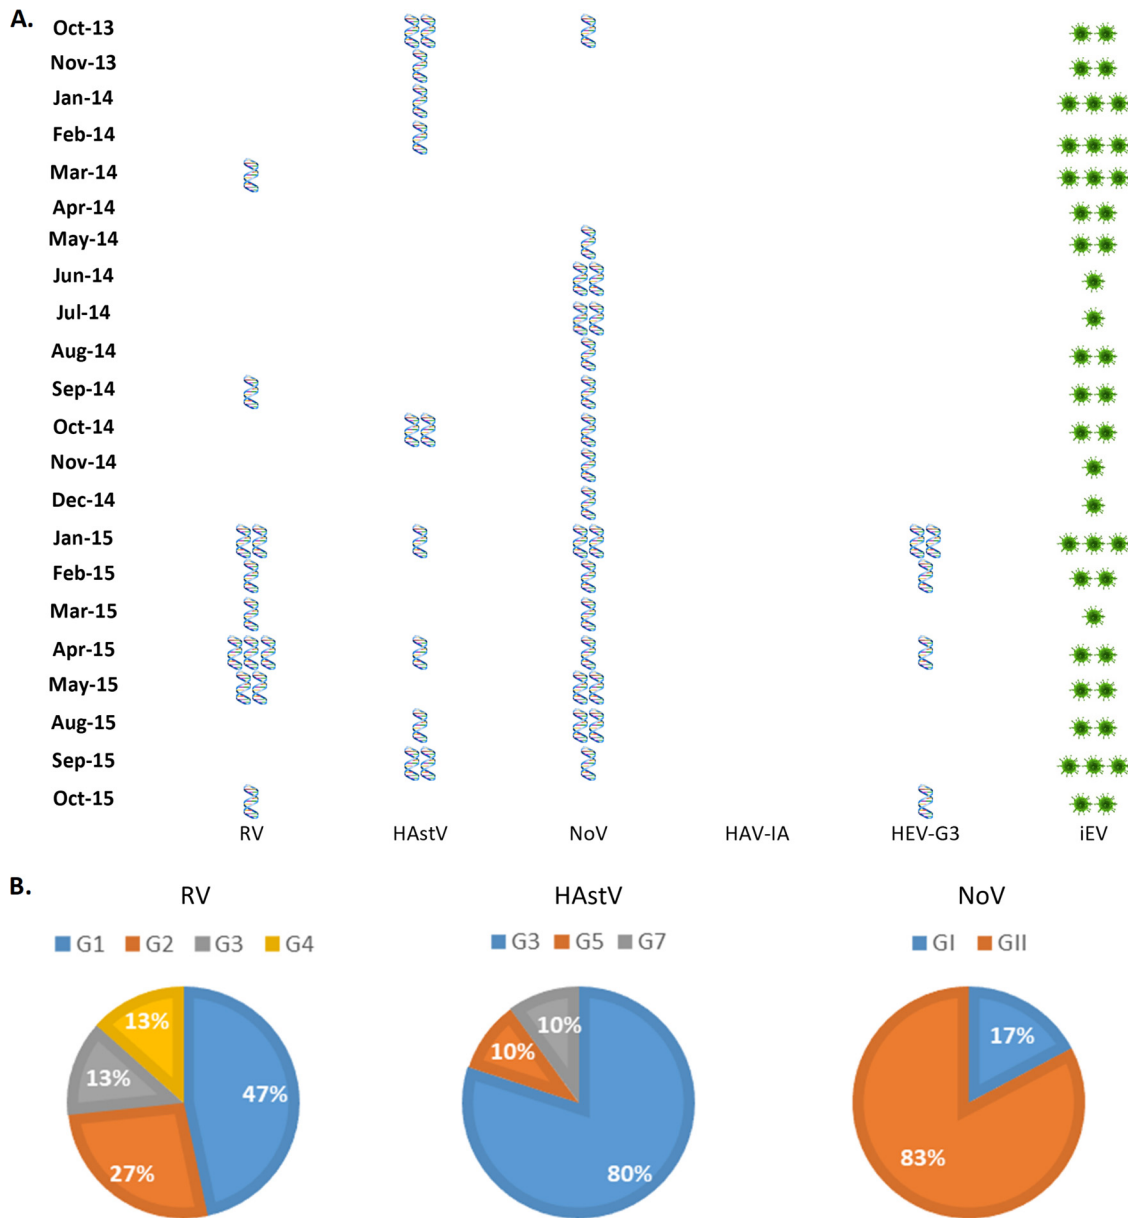 A.
Oct-13
Nov-13
Jan-14
Feb-14
Mar-14
Apr-14
May-14
Jun-14
Jul-14
Aug-14
Sep-14
Oct-14
Nov-14
Dec-14
Jan-15
Feb-15
Mar-15
Apr-15
May-15
Aug-15
Sep-15
Oct-15
RV HAstV NoV HAV-IA HEV-G3 iEV
B.
RV HAstV NoV
G1 G2 G3 G4 G3 G5 G7 GI GII
13% 13% 47% 27%
10% 10% 80%
17% 83%